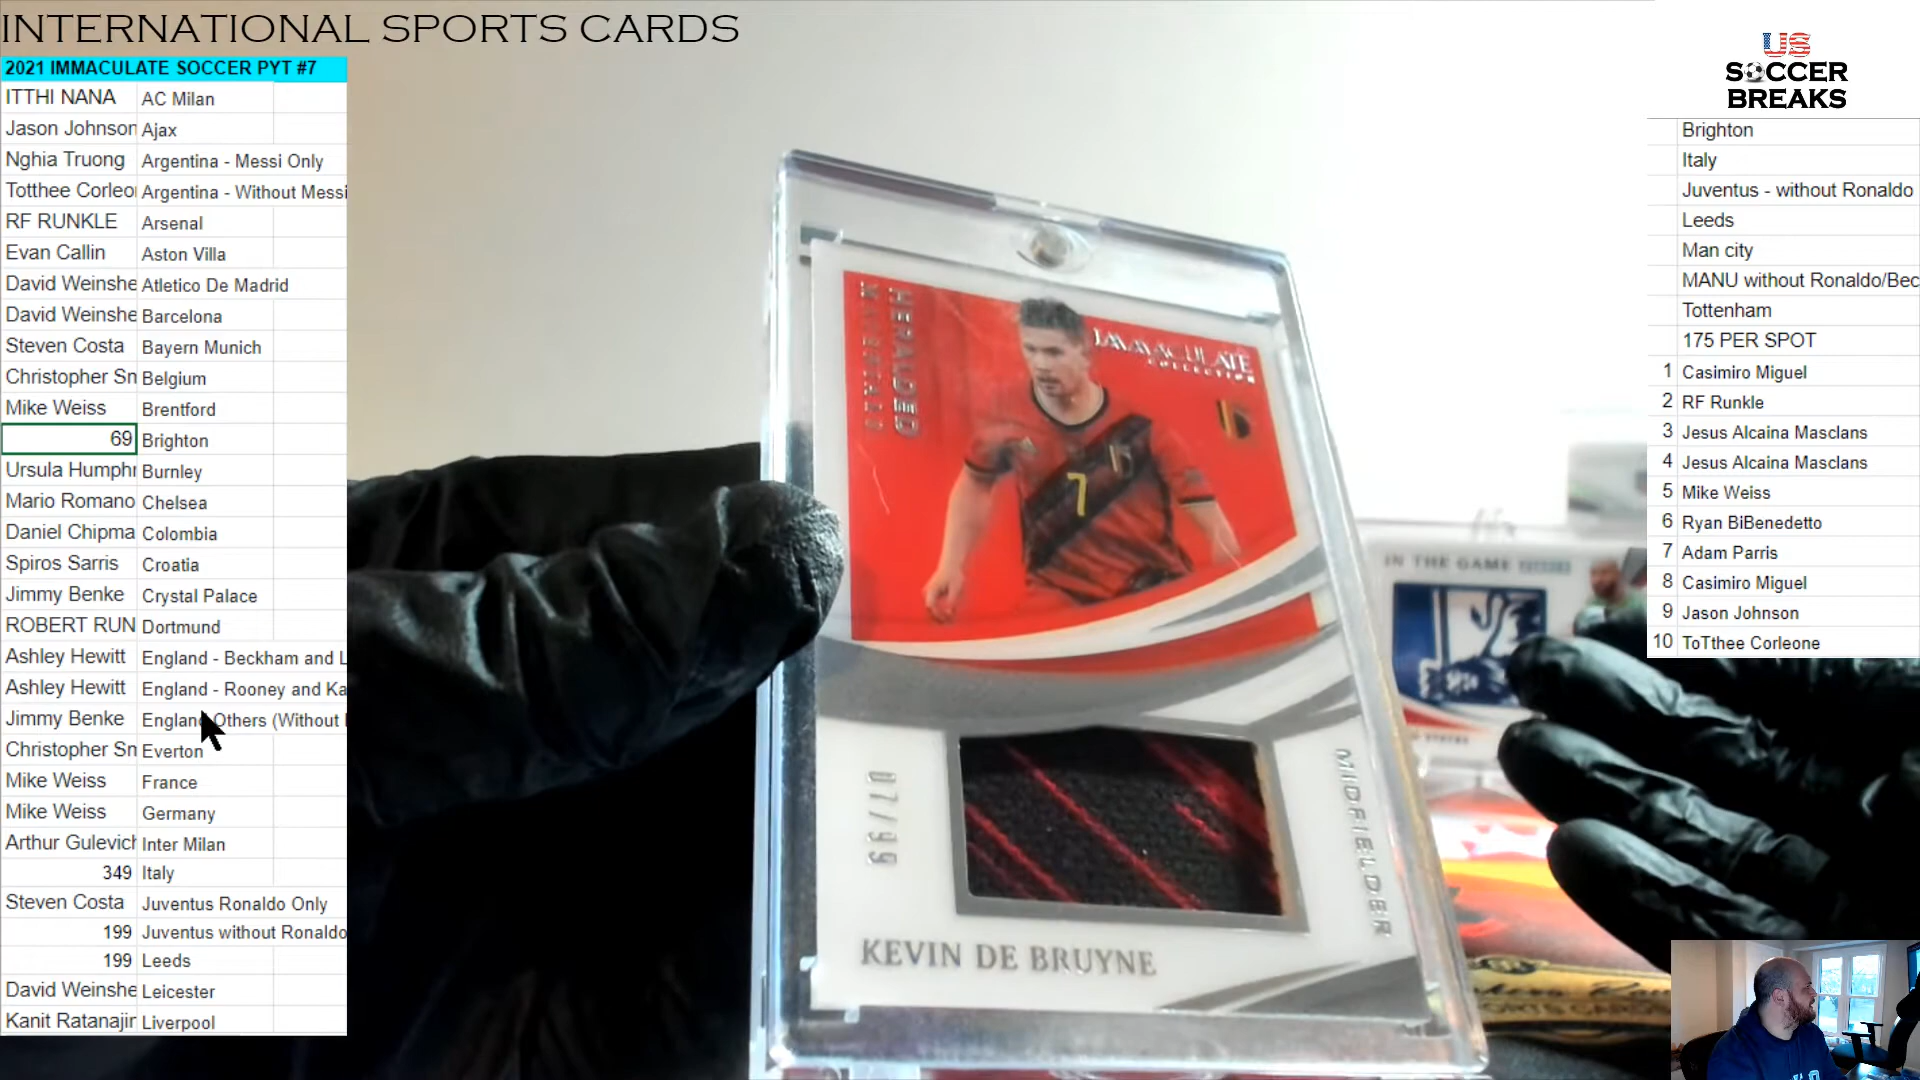 INTERNATIONAL SPORTS CARDS
2021 IMMACULATE SOCCER PYT #7
ITTHI NANA AC Milan
Jason Johnson Ajax
Nghia Truong Argentina - Messi Only
Totthee Corleo Argentina - Without Messi
RF RUNKLE Arsenal
Evan Callin Aston Villa
David Weinshe Atletico De Madrid
David Weinshe Barcelona
Steven Costa Bayern Munich
Christopher Sn Belgium
Mike Weiss Brentford
69 Brighton
Ursula Humphr Burnley
Mario Romano Chelsea
Daniel Chipma Colombia
Spiros Sarris Croatia
Jimmy Benke Crystal Palace
ROBERT RUN Dortmund
Ashley Hewitt England - Beckham and L
Ashley Hewitt England - Rooney and Ka
Jimmy Benke England Others (Without
Christopher Sn Everton
Mike Weiss France
Mike Weiss Germany
Arthur Gulevich Inter Milan
349 Italy
Steven Costa Juventus Ronaldo Only
199 Juventus without Ronaldo
199 Leeds
David Weinshe Leicester
Kanit Ratanajir Liverpool
HERALDED
MATERIALS
IMMACULATE
COLLECTION
7
07/99
MIDFIELDER
KEVIN DE BRUYNE
IN THE GAME
US
SOCCER
BREAKS
Brighton
Italy
Juventus - without Ronaldo
Leeds
Man city
MANU without Ronaldo/Bec
Tottenham
175 PER SPOT
1 Casimiro Miguel
2 RF Runkle
3 Jesus Alcaina Masclans
4 Jesus Alcaina Masclans
5 Mike Weiss
6 Ryan BiBenedetto
7 Adam Parris
8 Casimiro Miguel
9 Jason Johnson
10 ToTthee Corleone